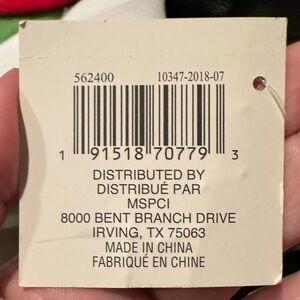 562400 10347-2018-07
1 91518 70779 3
DISTRIBUTED BY
DISTRIBUÉ PAR
MSPCI
8000 BENT BRANCH DRIVE
IRVING, TX 75063
MADE IN CHINA
FABRIQUÉ EN CHINE